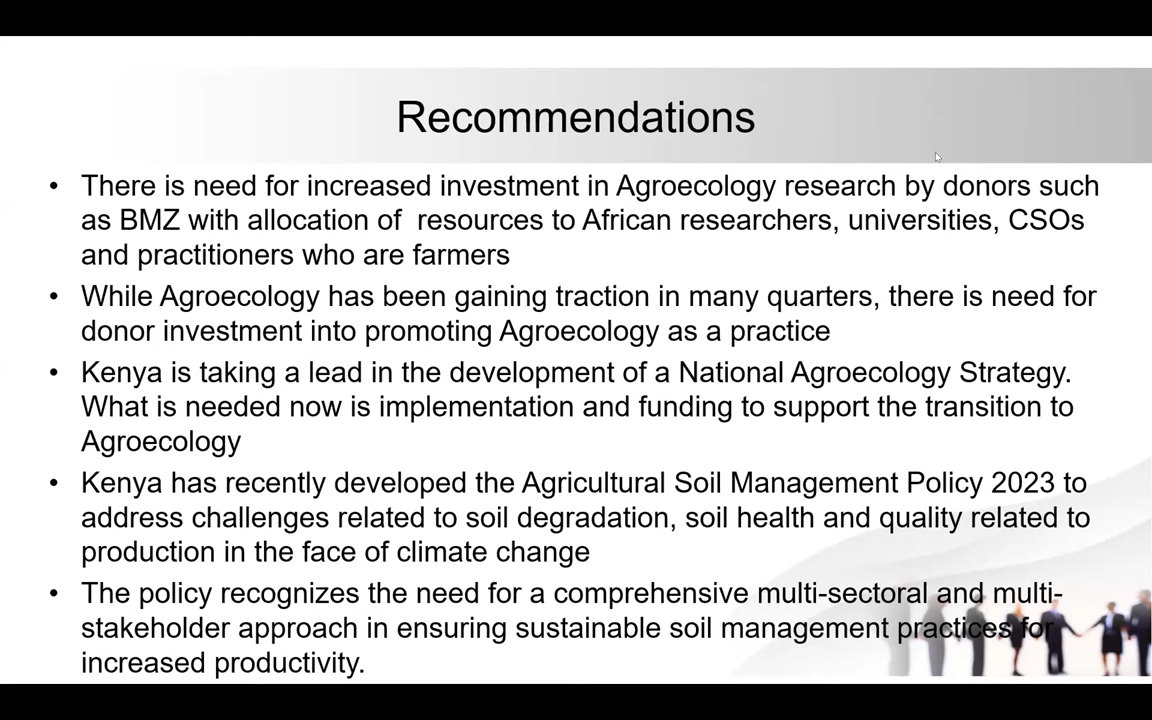 Recommendations
• There is need for increased investment in Agroecology research by donors such
as BMZ with allocation of  resources to African researchers, universities, CSOs
and practitioners who are farmers
• While Agroecology has been gaining traction in many quarters, there is need for
donor investment into promoting Agroecology as a practice
• Kenya is taking a lead in the development of a National Agroecology Strategy.
What is needed now is implementation and funding to support the transition to
Agroecology
• Kenya has recently developed the Agricultural Soil Management Policy 2023 to
address challenges related to soil degradation, soil health and quality related to
production in the face of climate change
• The policy recognizes the need for a comprehensive multi-sectoral and multi-
stakeholder approach in ensuring sustainable soil management practices for
increased productivity.